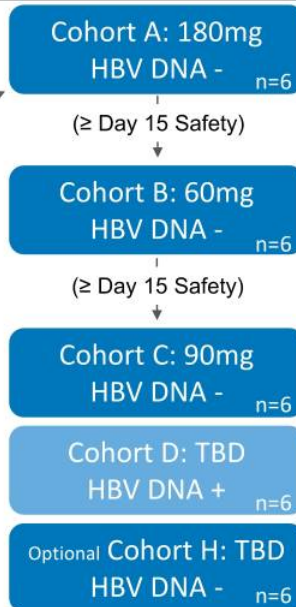 Cohort A: 180mg
HBV DNA -
n=6
(≥ Day 15 Safety)
Cohort B: 60mg
HBV DNA -
n=6
(≥ Day 15 Safety)
Cohort C: 90mg
HBV DNA -
n=6
Cohort D: TBD
HBV DNA +
n=6
Optional Cohort H: TBD
HBV DNA -
n=6